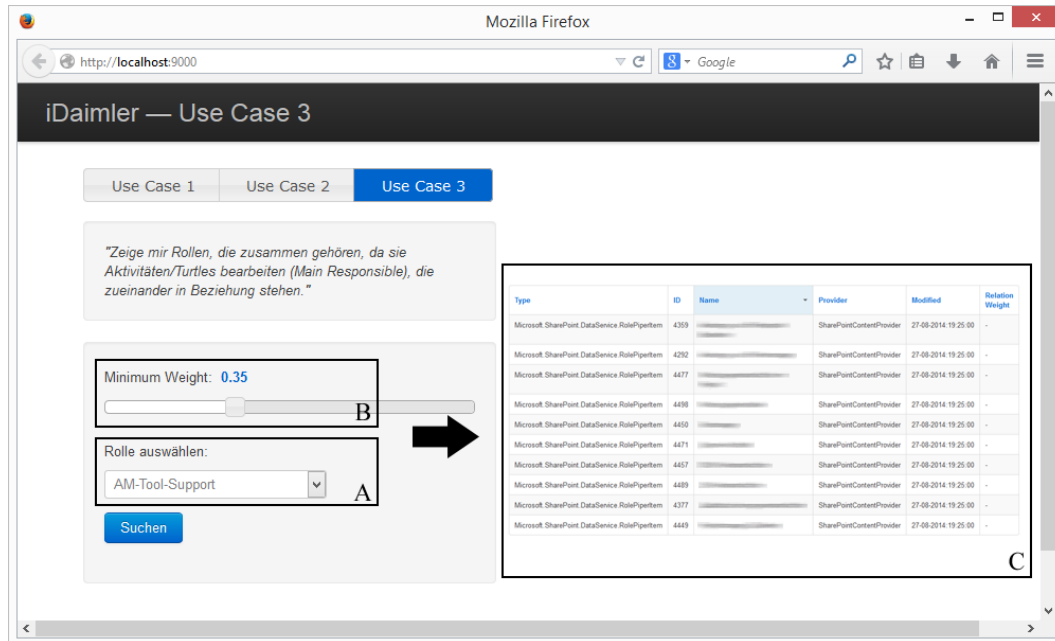 Mozilla Firefox
http://localhost:9000
8 Google
iDaimler — Use Case 3
Use Case 1 Use Case 2 Use Case 3
"Zeige mir Rollen, die zusammen gehören, da sie
Aktivitäten/Turtles bearbeiten (Main Responsible), die
zueinander in Beziehung stehen."
Minimum Weight: 0.35
B
Rolle auswählen:
AM-Tool-Support
A
Suchen
Type ID Name Provider Modified Relation
Weight
Microsoft.SharePoint.DataService.RolePiperItem 4359 SharePointContentProvider 27-08-2014:19:25:00 -
Microsoft.SharePoint.DataService.RolePiperItem 4292 SharePointContentProvider 27-08-2014:19:25:00 -
Microsoft.SharePoint.DataService.RolePiperItem 4477 SharePointContentProvider 27-08-2014:19:25:00 -
Microsoft.SharePoint.DataService.RolePiperItem 4498 SharePointContentProvider 27-08-2014:19:25:00 -
Microsoft.SharePoint.DataService.RolePiperItem 4450 SharePointContentProvider 27-08-2014:19:25:00 -
Microsoft.SharePoint.DataService.RolePiperItem 4471 SharePointContentProvider 27-08-2014:19:25:00 -
Microsoft.SharePoint.DataService.RolePiperItem 4457 SharePointContentProvider 27-08-2014:19:25:00 -
Microsoft.SharePoint.DataService.RolePiperItem 4489 SharePointContentProvider 27-08-2014:19:25:00 -
Microsoft.SharePoint.DataService.RolePiperItem 4377 SharePointContentProvider 27-08-2014:19:25:00 -
Microsoft.SharePoint.DataService.RolePiperItem 4449 SharePointContentProvider 27-08-2014:19:25:00 -
C